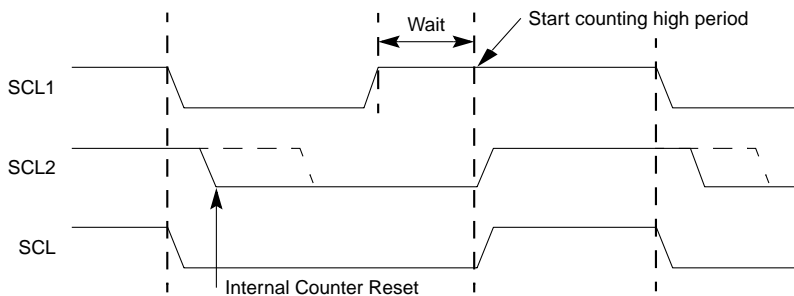 Start counting high period
Wait
SCL1
SCL2
SCL
Internal Counter Reset